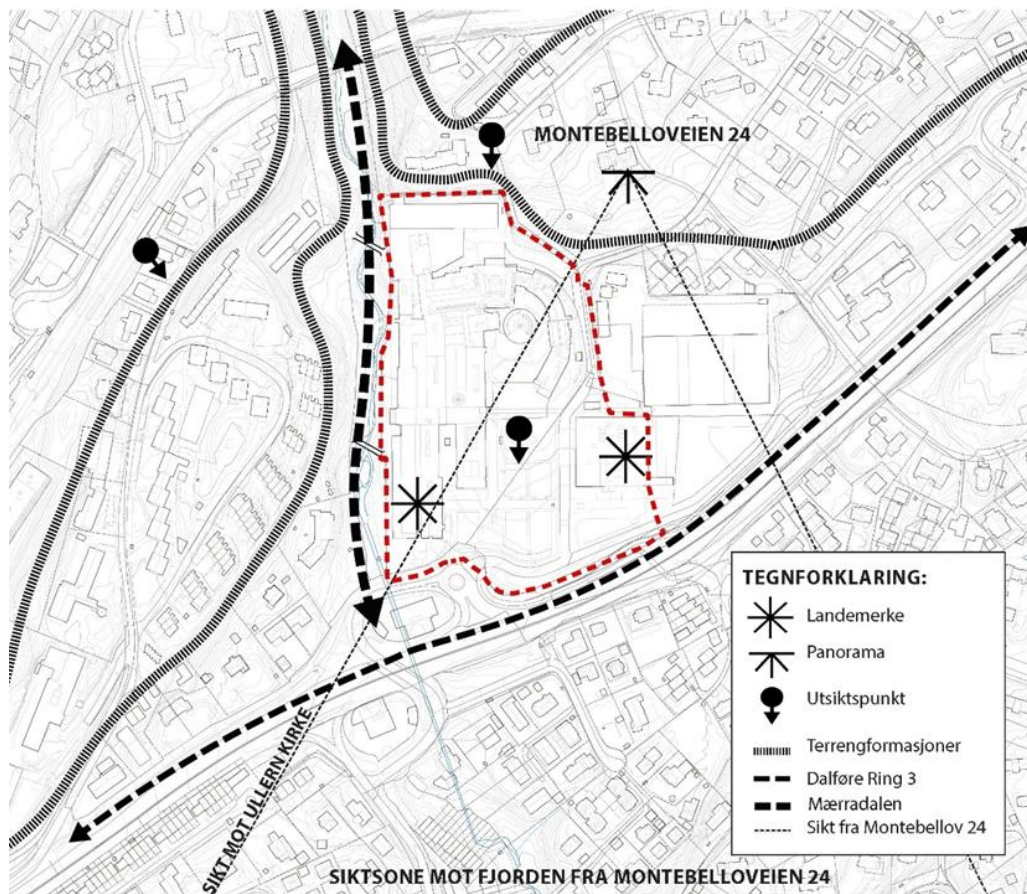 MONTEBELLOVEIEN 24
TEGNFORKLARING:
Landemerke
Panorama
Utsiktspunkt
Terrengformasjoner
Dalføre Ring 3
Mærradalen
Sikt fra Montebellov 24
SIKT MOT ULLERN KIRKE
SIKTSONE MOT FJORDEN FRA MONTEBELLOVEIEN 24